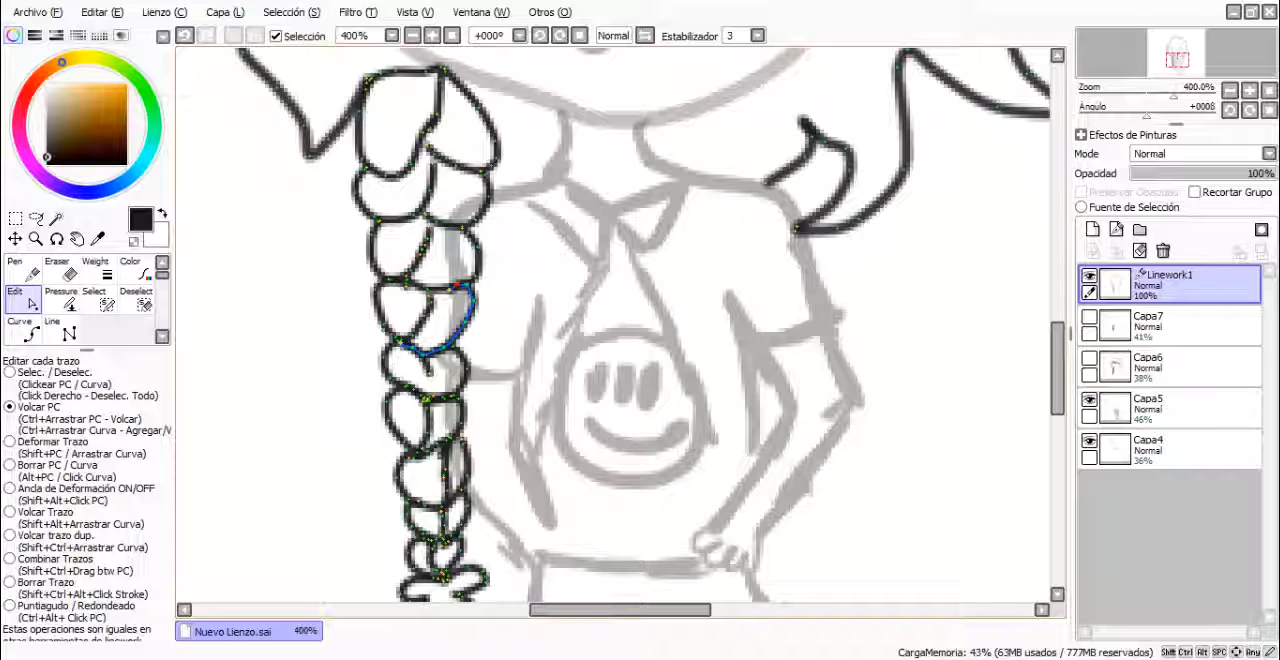 Archivo (F) Editar (E) Lienzo (C) Capa (L) Selección (S) Filtro (T) Vista (V) Ventana (W) Otros (O)
Selección 400% +000º Normal Estabilizador 3
Zoom 400.0%
Ángulo +000ß
Efectos de Pinturas
Mode Normal
Opacidad 100%
Preservar Opacidad Recortar Grupo
Fuente de Selección
Pen Eraser Weight Color
Edit Pressure Select Deselect
Curve Line
Editar cada trazo
Selec. / Deselec.
(Clickear PC / Curva)
(Click Derecho - Deselec. Todo)
Volcar PC
(Ctrl+Arrastrar PC - Volcar)
(Ctrl+Arrastrar Curva - Agregar/V
Deformar Trazo
(Shift+PC / Arrastrar Curva)
Borrar PC / Curva
(Alt+PC / Click Curva)
Anda de Deformación ON/OFF
(Shift+Alt+Click PC)
Volcar Trazo
(Shift+Alt+Arrastrar Curva)
Volcar trazo dup.
(Shift+Ctrl+Arrastrar Curva)
Combinar Trazos
(Shift+Ctrl+Drag btw PC)
Borrar Trazo
(Shift+Ctrl+Alt+Click Stroke)
Puntiagudo / Redondeado
(Ctrl+Alt+ Click PC)
Estas operaciones son iguales en
Linework1
Normal
100%
Capa7
Normal
41%
Capa6
Normal
38%
Capa5
Normal
46%
Capa4
Normal
36%
Nuevo Lienzo.sai 400%
CargaMemoria: 43% (63MB usados / 777MB reservados) Shift Ctrl Alt SPC Any